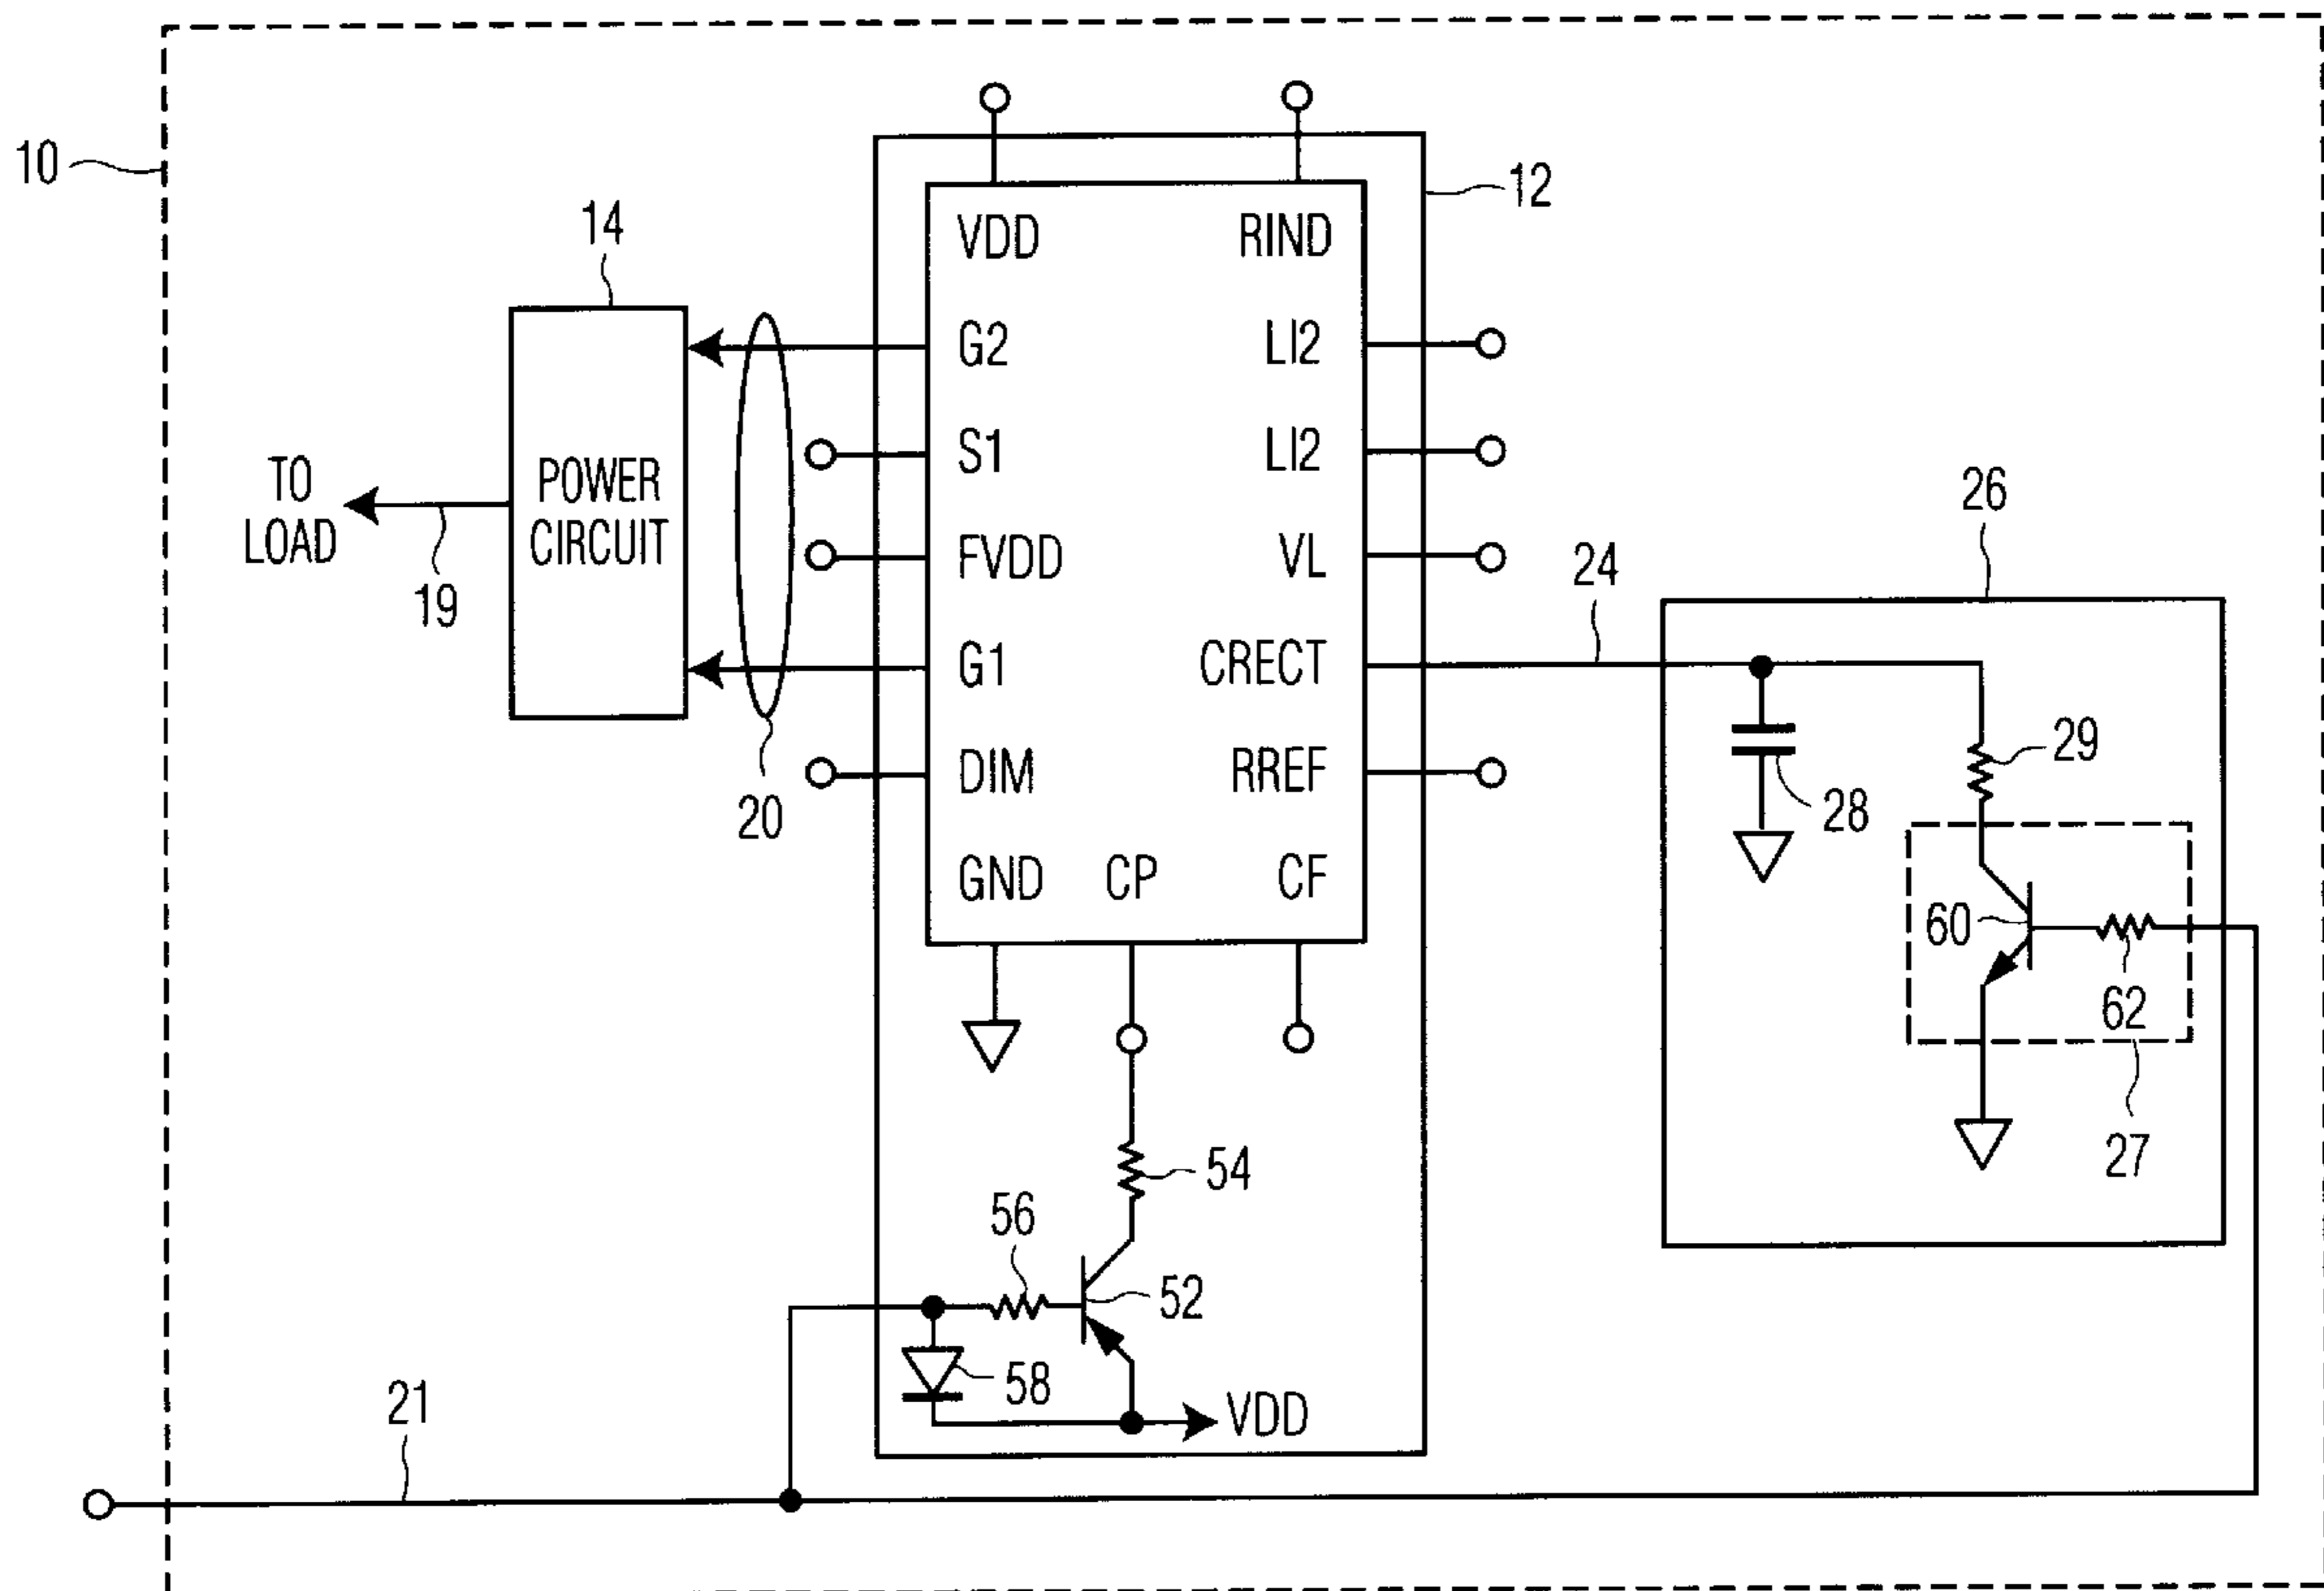 10
12
14
VDD RIND
G2 LI2
S1 LI2
TO
LOAD
POWER
CIRCUIT
19
FVDD VL
24
26
G1 CRECT
DIM RREF
20
29
28
GND CP CF
60
62
27
54
56
52
58
VDD
21